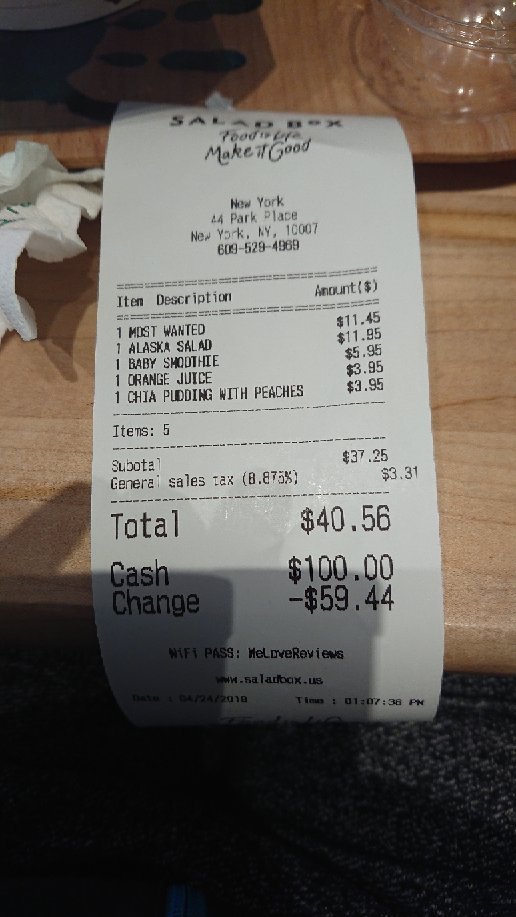 SALAD BOX
Food is Life
Make it Good
New York
44 Park Place
New York, NY, 10007
609-529-4969
Item Description Amount($)
1 MOST WANTED $11.45
1 ALASKA SALAD $11.95
1 BABY SMOOTHIE $5.95
1 ORANGE JUICE $3.95
1 CHIA PUDDING WITH PEACHES $3.95
Items: 5
Subotal $37.25
General sales tax (8.875%) $3.31
Total $40.56
Cash $100.00
Change -$59.44
WiFi PASS: WeLoveReviews
www.saladbox.us
Date : 04/24/2018 Time : 01:07:36 PM